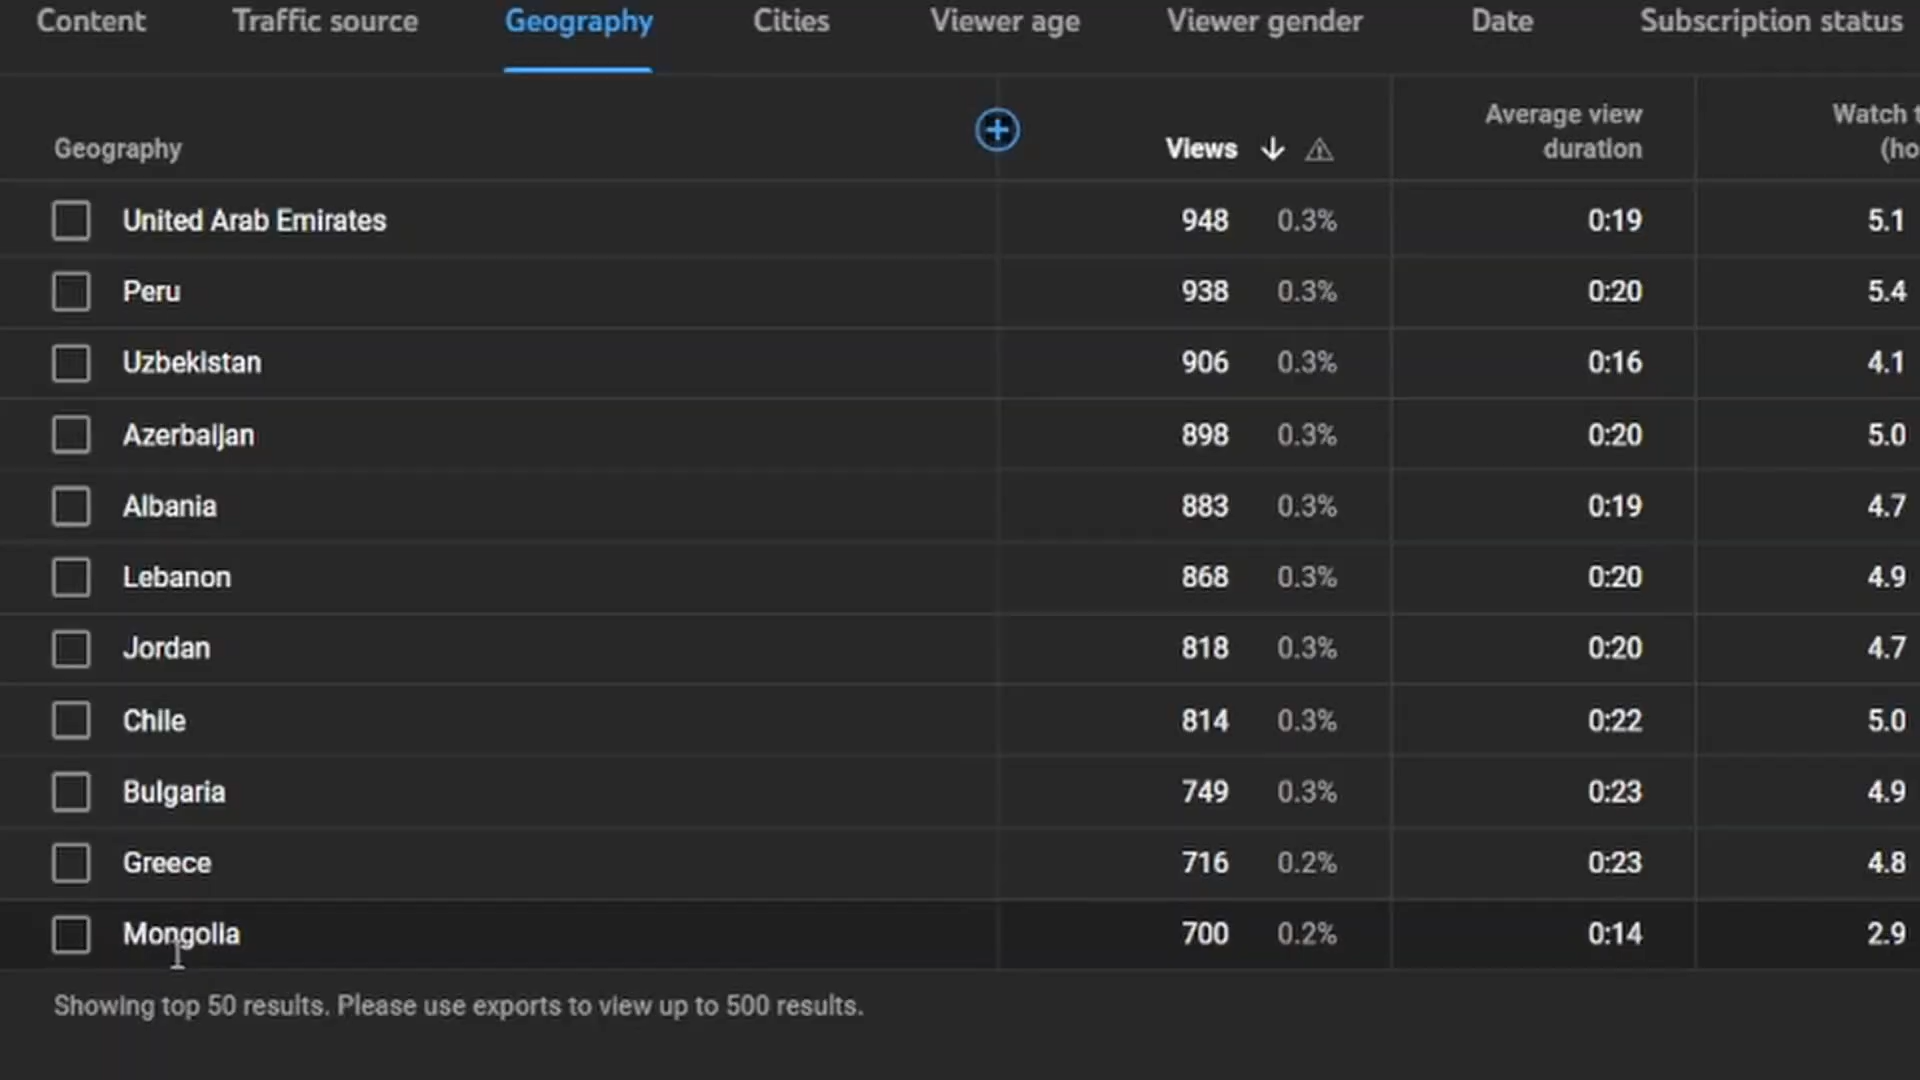 Content Traffic source Geography Cities Viewer age Viewer gender Date Subscription status
Geography Views Average view duration Watch t (ho
United Arab Emirates 948 0.3% 0:19 5.1
Peru 938 0.3% 0:20 5.4
Uzbekistan 906 0.3% 0:16 4.1
Azerbaijan 898 0.3% 0:20 5.0
Albania 883 0.3% 0:19 4.7
Lebanon 868 0.3% 0:20 4.9
Jordan 818 0.3% 0:20 4.7
Chile 814 0.3% 0:22 5.0
Bulgaria 749 0.3% 0:23 4.9
Greece 716 0.2% 0:23 4.8
Mongolia 700 0.2% 0:14 2.9
Showing top 50 results. Please use exports to view up to 500 results.